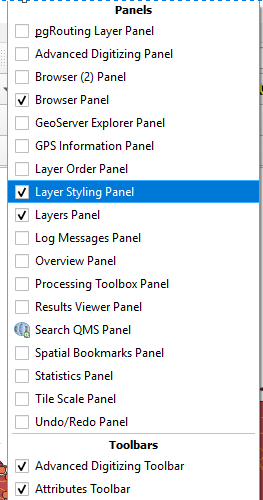 Panels
pgRouting Layer Panel
Advanced Digitizing Panel
Browser (2) Panel
Browser Panel
GeoServer Explorer Panel
GPS Information Panel
Layer Order Panel
Layer Styling Panel
Layers Panel
Log Messages Panel
Overview Panel
Processing Toolbox Panel
Results Viewer Panel
Search QMS Panel
Spatial Bookmarks Panel
Statistics Panel
Tile Scale Panel
Undo/Redo Panel
Toolbars
Advanced Digitizing Toolbar
Attributes Toolbar